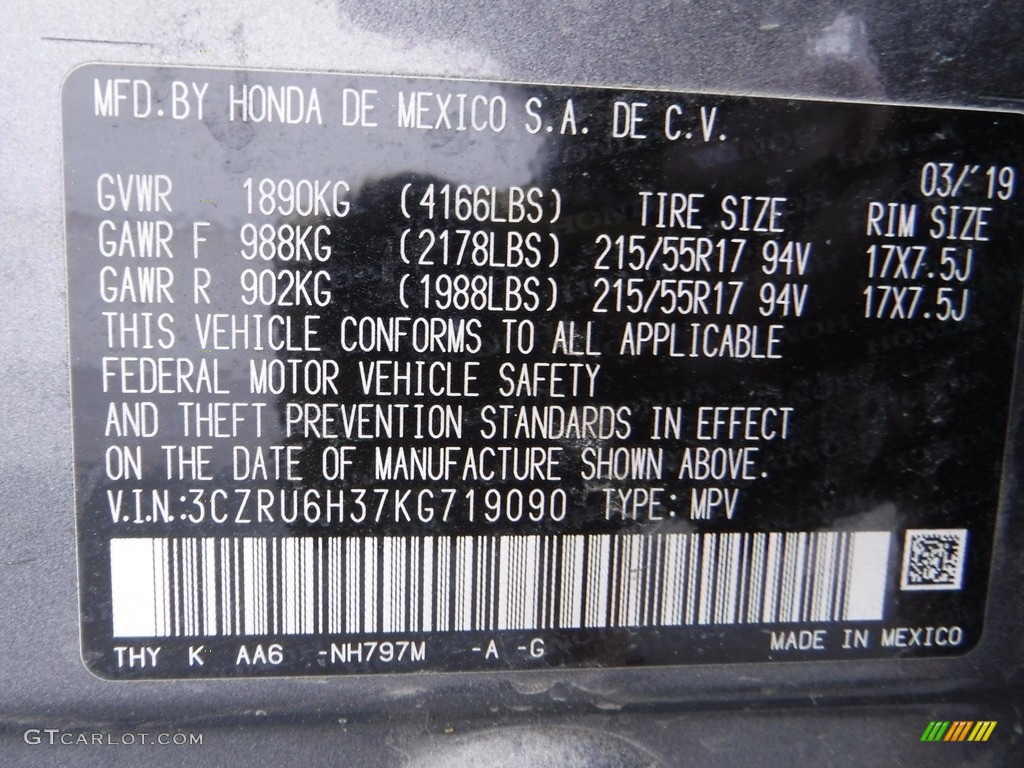 MFD.BY HONDA DE MEXICO S.A. DE C.V.
03/'19
GVWR 1890KG (4166LBS) TIRE SIZE RIM SIZE
GAWR F 988KG (2178LBS) 215/55R17 94V 17X7.5J
GAWR R 902KG (1988LBS) 215/55R17 94V 17X7.5J
THIS VEHICLE CONFORMS TO ALL APPLICABLE
FEDERAL MOTOR VEHICLE SAFETY
AND THEFT PREVENTION STANDARDS IN EFFECT
ON THE DATE OF MANUFACTURE SHOWN ABOVE.
V.I.N.:3CZRU6H37KG719090 TYPE: MPV
THY K AA6 -NH797M -A -G MADE IN MEXICO
GTCARLOT.COM